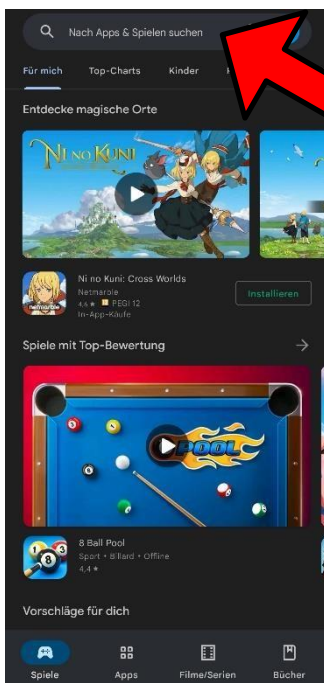 Nach Apps & Spielen suchen
Für mich
Top-Charts
Kinder
Entdecke magische Orte
NI NO KUNI
netmarble
Ni no Kuni: Cross Worlds
Netmarble
4,6 ★ PEGI 12
In-App-Käufe
Installieren
Spiele mit Top-Bewertung
POOL
8 Ball Pool
Sport • Billard • Offline
4,4 ★
Vorschläge für dich
Spiele
Apps
Filme/Serien
Bücher